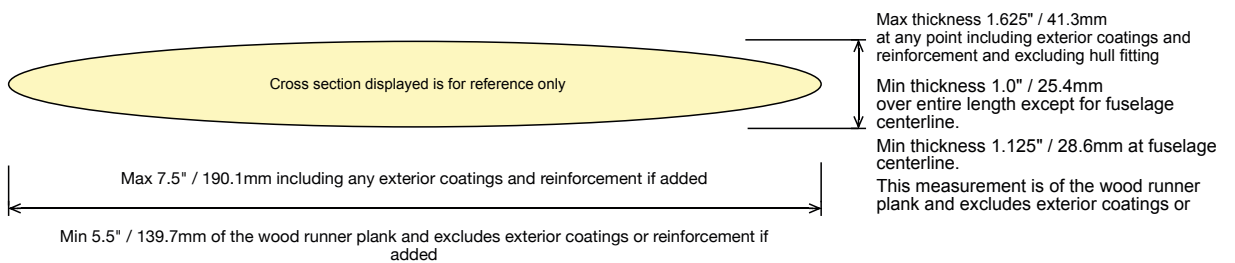 Max thickness 1.625" / 41.3mm
at any point including exterior coatings and
reinforcement and excluding hull fitting
Cross section displayed is for reference only
Min thickness 1.0" / 25.4mm
over entire length except for fuselage
centerline.
Min thickness 1.125" / 28.6mm at fuselage
centerline.
This measurement is of the wood runner
plank and excludes exterior coatings or
Max 7.5" / 190.1mm including any exterior coatings and reinforcement if added
Min 5.5" / 139.7mm of the wood runner plank and excludes exterior coatings or reinforcement if
added